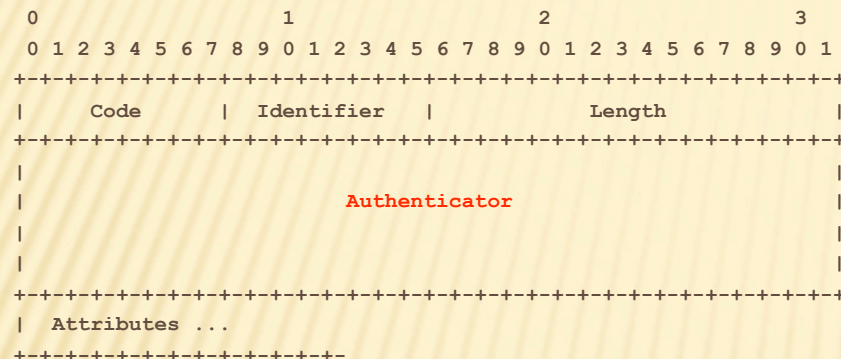 0                   1                   2                   3
0 1 2 3 4 5 6 7 8 9 0 1 2 3 4 5 6 7 8 9 0 1 2 3 4 5 6 7 8 9 0 1
+-+-+-+-+-+-+-+-+-+-+-+-+-+-+-+-+-+-+-+-+-+-+-+-+-+-+-+-+-+-+-+-+
|     Code      |  Identifier   |            Length             |
+-+-+-+-+-+-+-+-+-+-+-+-+-+-+-+-+-+-+-+-+-+-+-+-+-+-+-+-+-+-+-+-+
|                                                               |
|                         Authenticator                         |
|                                                               |
|                                                               |
+-+-+-+-+-+-+-+-+-+-+-+-+-+-+-+-+-+-+-+-+-+-+-+-+-+-+-+-+-+-+-+-+
|  Attributes ...
+-+-+-+-+-+-+-+-+-+-+-+-+-